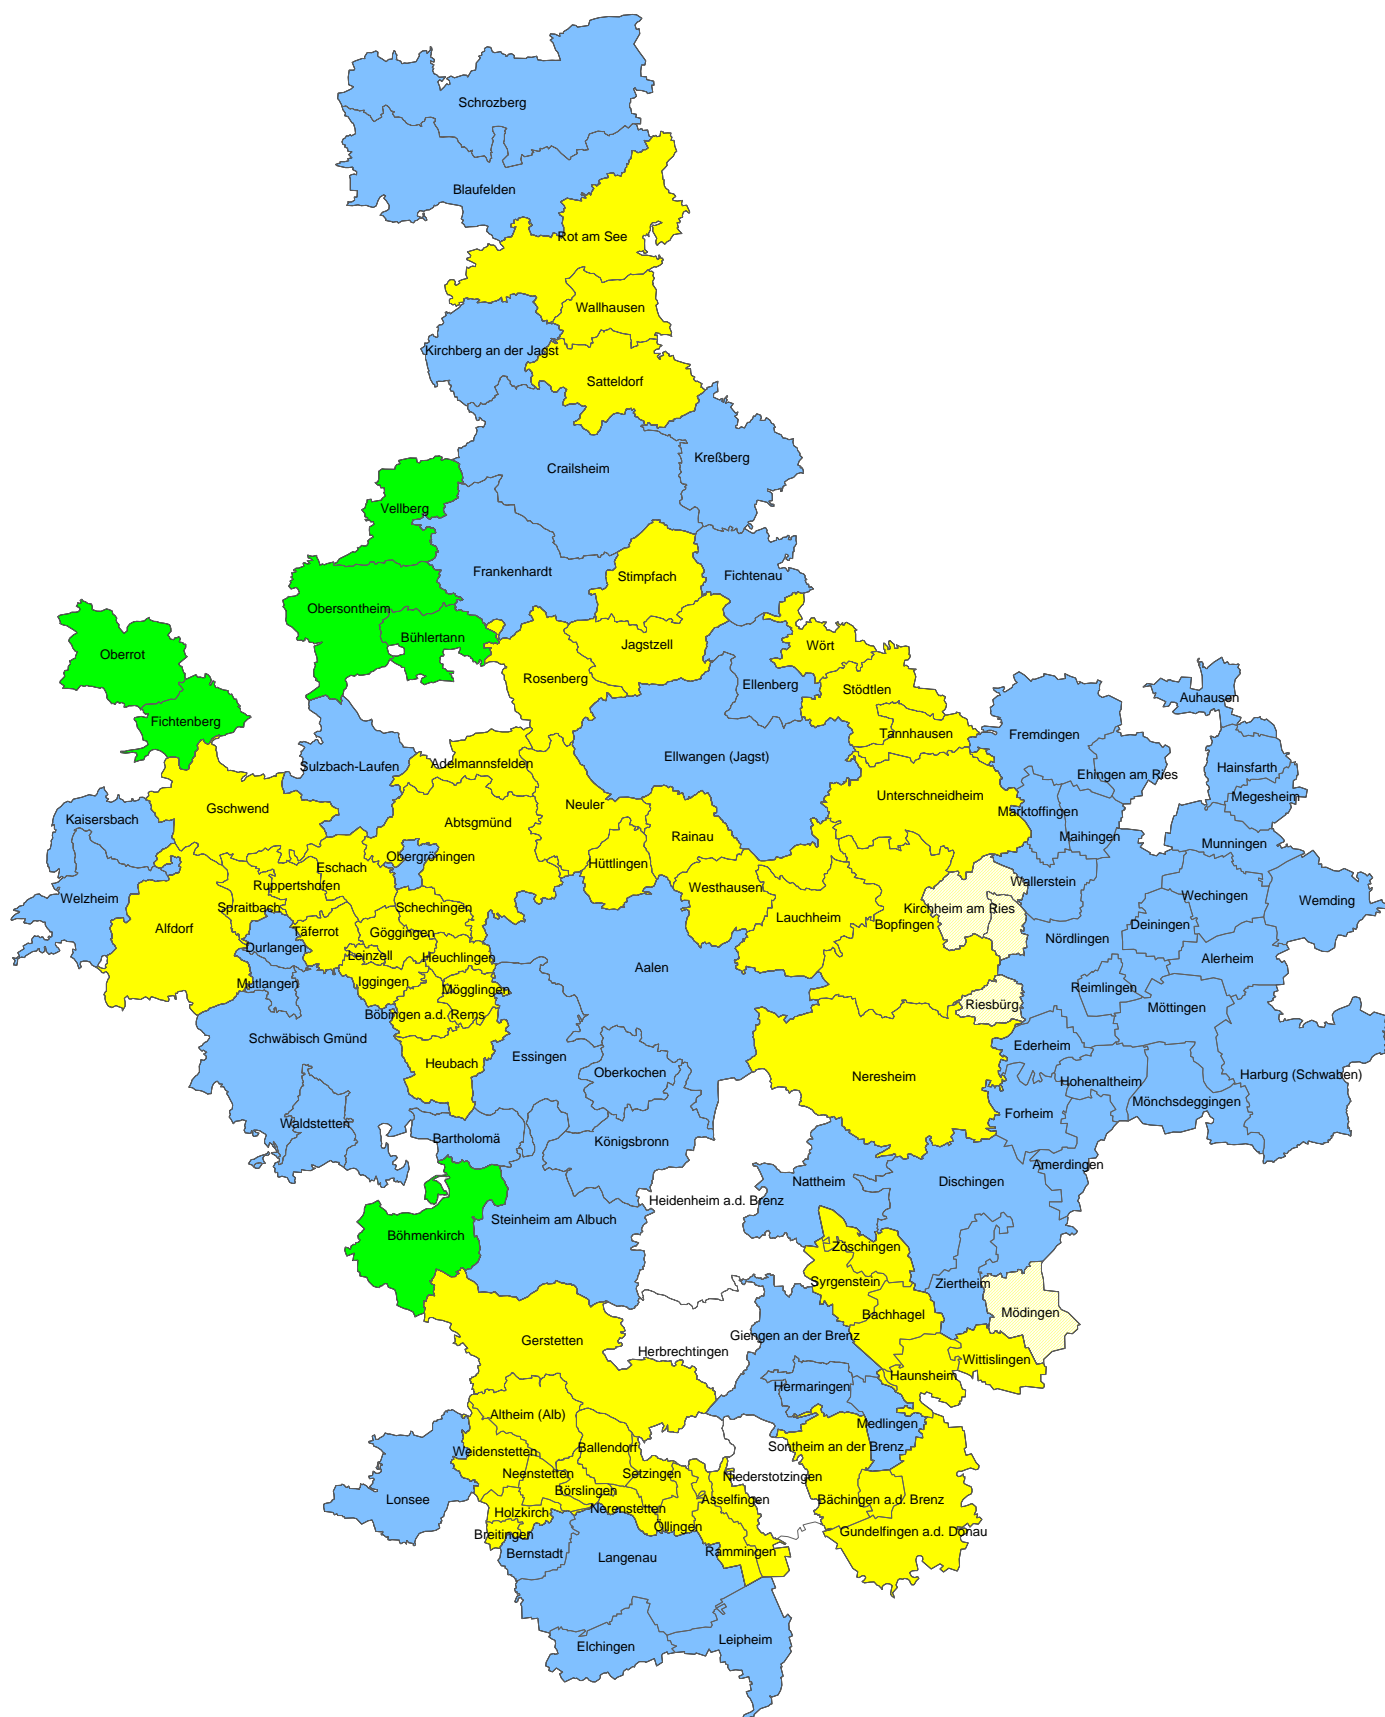 Schrozberg
Blaufelden
Rot am See
Wallhausen
Kirchberg an der Jagst
Satteldorf
Kreßberg
Crailsheim
Vellberg
Frankenhardt
Stimpfach
Fichtenau
Obersontheim
Bühlertann
Jagstzell
Wört
Oberrot
Rosenberg
Ellenberg
Stödtlen
Auhausen
Fichtenberg
Tannhausen
Fremdingen
Sulzbach-Laufen
Adelmannsfelden
Ellwangen (Jagst)
Hainsfarth
Ehingen am Ries
Unterschneidheim
Megesheim
Gschwend
Neuler
Marktoffingen
Kaisersbach
Abtsgmünd
Rainau
Maihingen
Munningen
Obergröningen
Eschach
Hüttlingen
Ruppertshofen
Westhausen
Wallerstein
Wechingen
Welzheim
Wemding
Spraitbach
Schechingen
Kirchheim am Ries
Lauchheim
Alfdorf
Täferrot
Göggingen
Bopfingen
Deiningen
Nördlingen
Durlangen
Leinzell
Heuchlingen
Alerheim
Aalen
Mutlangen
Iggingen
Mögglingen
Reimlingen
Riesbürg
Möttingen
Böbingen a.d. Rems
Schwäbisch Gmünd
Ederheim
Essingen
Heubach
Oberkochen
Neresheim
Hohenaltheim
Harburg (Schwaben)
Mönchsdeggingen
Forheim
Waldstetten
Bartholomä
Königsbronn
Amerdingen
Nattheim
Dischingen
Heidenheim a.d. Brenz
Steinheim am Albuch
Böhmenkirch
Zöschingen
Syrgenstein
Ziertheim
Bachhagel
Mödingen
Giengen an der Brenz
Gerstetten
Herbrechtingen
Wittislingen
Haunsheim
Hermaringen
Altheim (Alb)
Medlingen
Weidenstetten
Ballendorf
Sontheim an der Brenz
Neenstetten
Setzingen
Niederstotzingen
Börslingen
Lonsee
Asselfingen
Bächingen a.d. Brenz
Holzkirch
Nerenstetten
Öllingen
Breitingen
Gundelfingen a.d. Donau
Bernstadt
Langenau
Rammingen
Elchingen
Leipheim